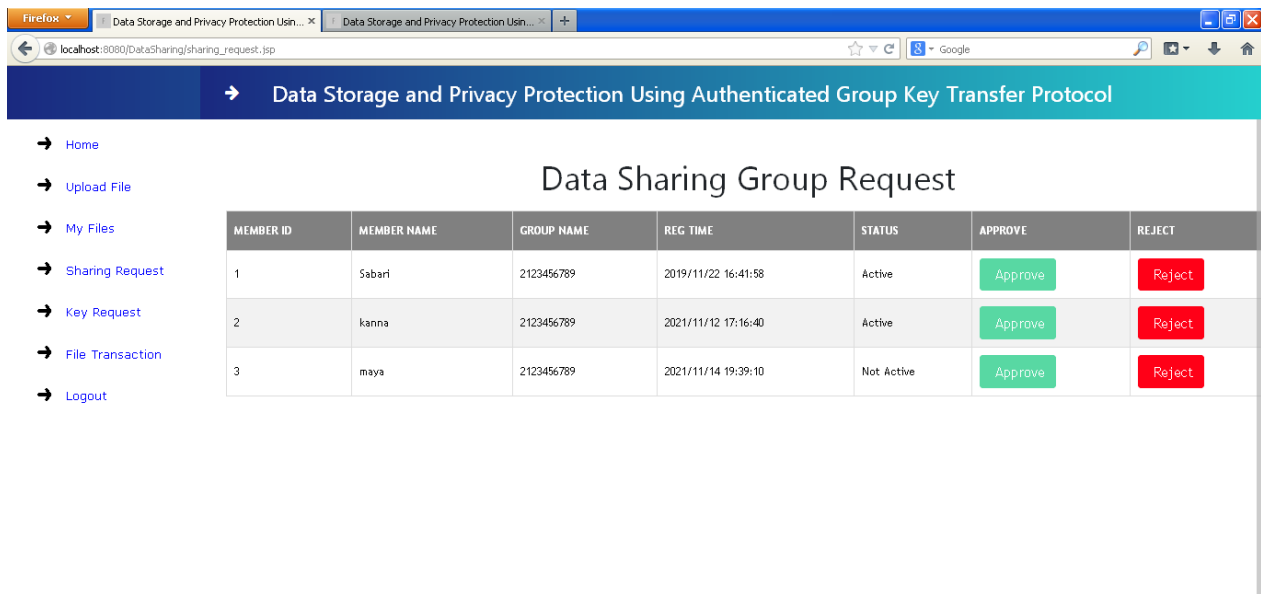 Firefox
Data Storage and Privacy Protection Usin... ×
Data Storage and Privacy Protection Usin... ×
+
localhost:8080/DataSharing/sharing_request.jsp
Google
Data Storage and Privacy Protection Using Authenticated Group Key Transfer Protocol
Home
Upload File
My Files
Sharing Request
Key Request
File Transaction
Logout
Data Sharing Group Request
MEMBER ID MEMBER NAME GROUP NAME REG TIME STATUS APPROVE REJECT
1 Sabari 2123456789 2019/11/22 16:41:58 Active Approve Reject
2 kanna 2123456789 2021/11/12 17:16:40 Active Approve Reject
3 maya 2123456789 2021/11/14 19:39:10 Not Active Approve Reject